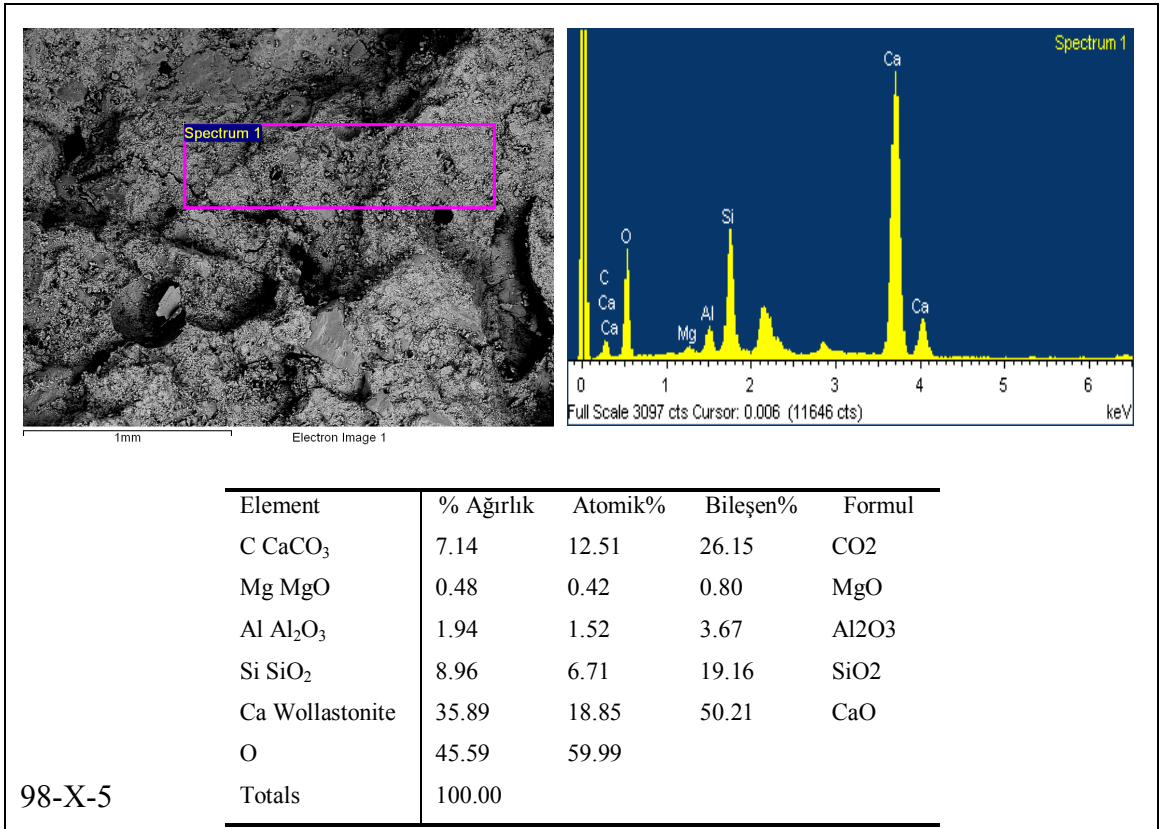 Spectrum 1
1mm
Electron Image 1
Spectrum 1
Ca
Si
O
C
Ca
Ca
Mg
Al
Ca
0 1 2 3 4 5 6
Full Scale 3097 cts Cursor: 0.006 (11646 cts) keV
Element % Ağırlık Atomik% Bileşen% Formul
C CaCO₃ 7.14 12.51 26.15 CO2
Mg MgO 0.48 0.42 0.80 MgO
Al Al₂O₃ 1.94 1.52 3.67 Al2O3
Si SiO₂ 8.96 6.71 19.16 SiO2
Ca Wollastonite 35.89 18.85 50.21 CaO
O 45.59 59.99
Totals 100.00
98-X-5